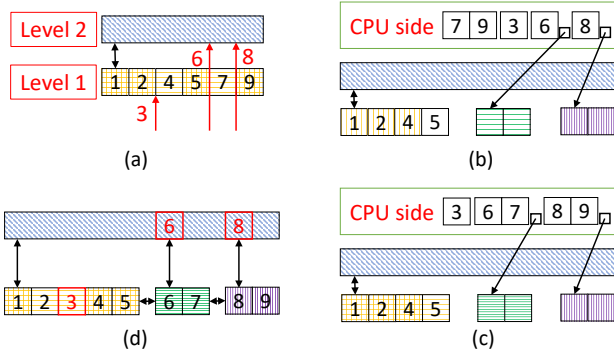 Level 2
6
8
1 2 4 5 7 9
Level 1
3
(a)
CPU side 7 9 3 6 8
1 2 4 5
(b)
6 8
1 2 3 4 5 6 7 8 9
(d)
CPU side 3 6 7 8 9
1 2 4 5
(c)